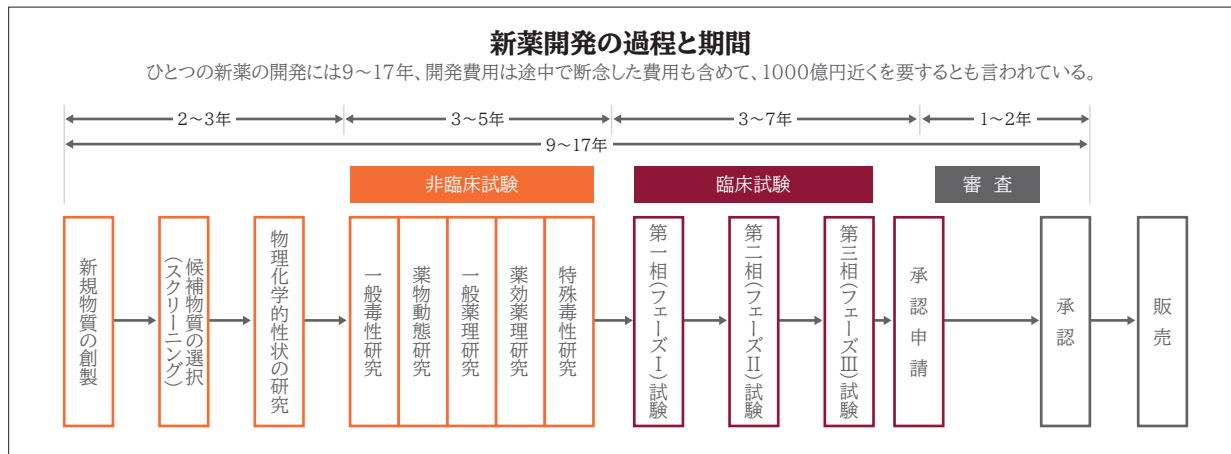 新薬開発の過程と期間
ひとつの新薬の開発には9〜17年、開発費用は途中で断念した費用も含めて、1000億円近くを要するとも言われている。
2〜3年
3〜5年
3〜7年
1〜2年
9〜17年
非臨床試験
臨床試験
審査
新規物質の創製
候補物質の選択
(スクリーニング)
物理化学的性状の研究
一般毒性研究
薬物動態研究
一般薬理研究
薬効薬理研究
特殊毒性研究
第一相(フェーズⅠ)試験
第二相(フェーズⅡ)試験
第三相(フェーズⅢ)試験
承認申請
承認
販売